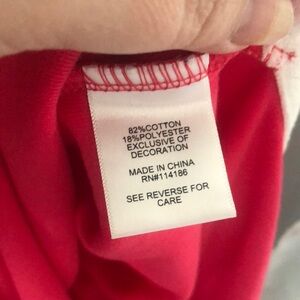 82%COTTON
18%POLYESTER
EXCLUSIVE OF
DECORATION
MADE IN CHINA
RN#114186
SEE REVERSE FOR
CARE